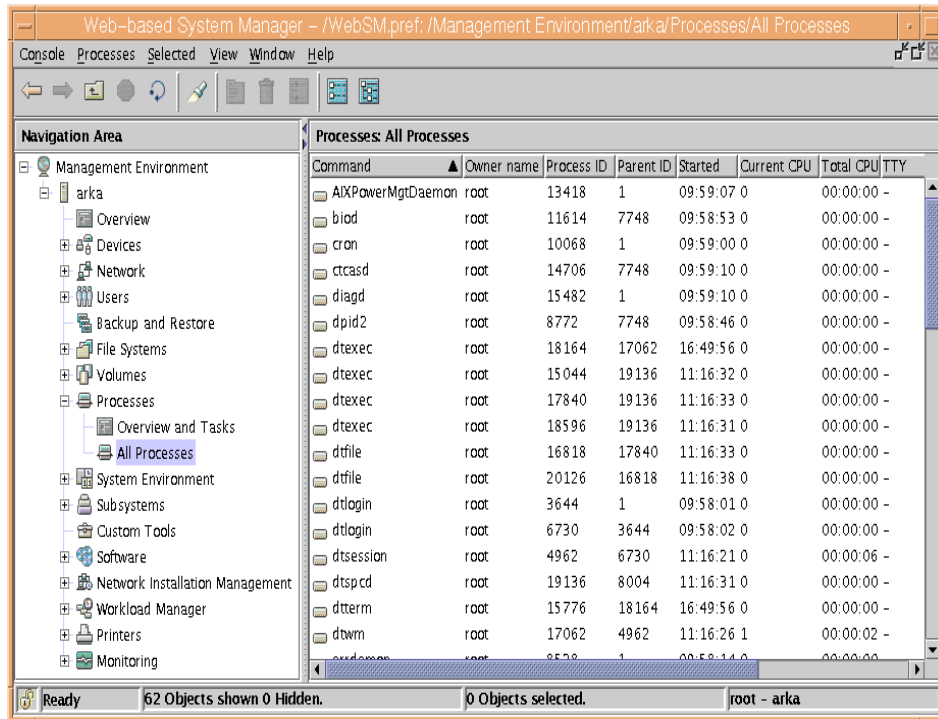 Web-based System Manager - /WebSM.pref: /Management Environment/arka/Processes/All Processes
Console Processes Selected View Window Help
Navigation Area
Management Environment
arka
Overview
Devices
Network
Users
Backup and Restore
File Systems
Volumes
Processes
Overview and Tasks
All Processes
System Environment
Subsystems
Custom Tools
Software
Network Installation Management
Workload Manager
Printers
Monitoring
Processes: All Processes
Command Owner name Process ID Parent ID Started Current CPU Total CPU TTY
AIXPowerMgtDaemon root 13418 1 09:59:07 0 00:00:00 -
biod root 11614 7748 09:58:53 0 00:00:00 -
cron root 10068 1 09:59:00 0 00:00:00 -
ctcasd root 14706 7748 09:59:10 0 00:00:00 -
diagd root 15482 1 09:59:10 0 00:00:00 -
dpid2 root 8772 7748 09:58:46 0 00:00:00 -
dtexec root 18164 17062 16:49:56 0 00:00:00 -
dtexec root 15044 19136 11:16:32 0 00:00:00 -
dtexec root 17840 19136 11:16:33 0 00:00:00 -
dtexec root 18596 19136 11:16:31 0 00:00:00 -
dtfile root 16818 17840 11:16:33 0 00:00:00 -
dtfile root 20126 16818 11:16:38 0 00:00:00 -
dtlogin root 3644 1 09:58:01 0 00:00:00 -
dtlogin root 6730 3644 09:58:02 0 00:00:00 -
dtsession root 4962 6730 11:16:21 0 00:00:06 -
dtspcd root 19136 8004 11:16:31 0 00:00:00 -
dtterm root 15776 18164 16:49:56 0 00:00:00 -
dtwm root 17062 4962 11:16:26 1 00:00:02 -
Ready 62 Objects shown 0 Hidden. 0 Objects selected. root - arka